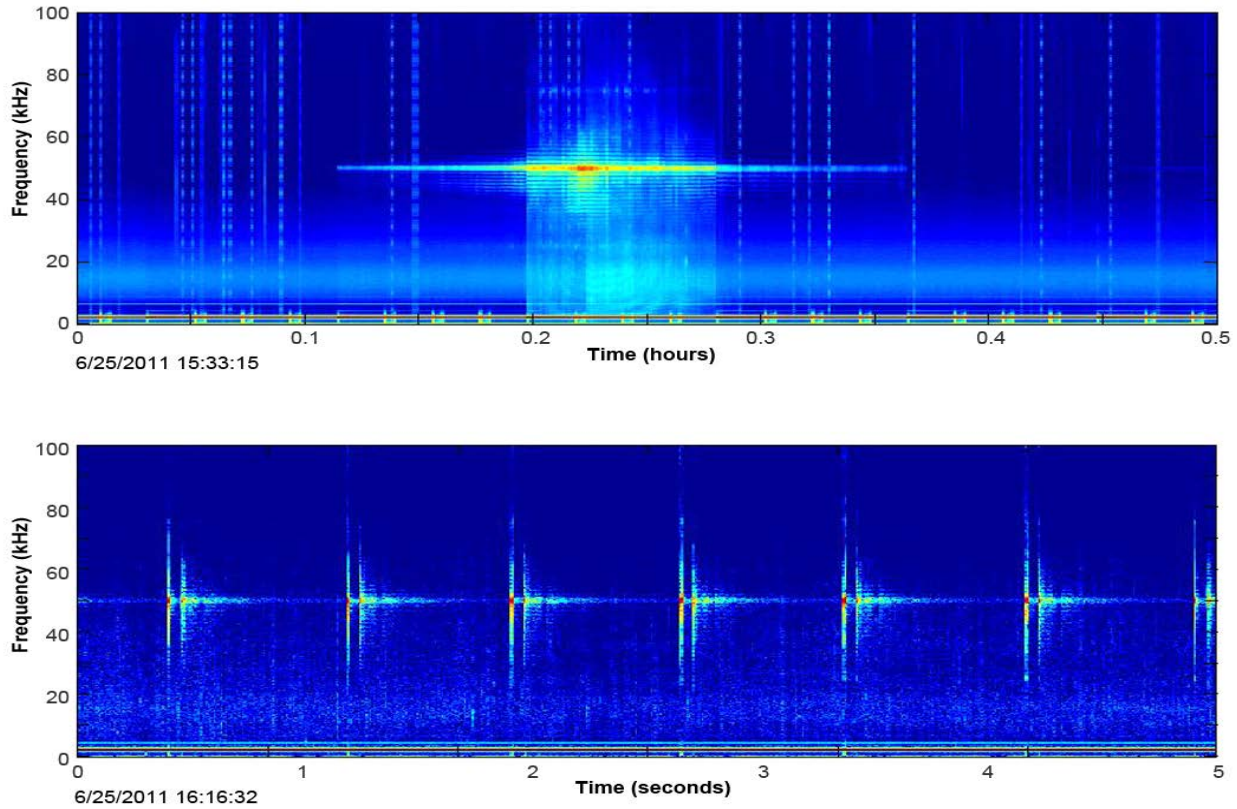 100
80
60
40
20
0
Frequency (kHz)
0 0.1 0.2 0.3 0.4 0.5
Time (hours)
6/25/2011 15:33:15
100
80
60
40
20
0
Frequency (kHz)
0 1 2 3 4 5
Time (seconds)
6/25/2011 16:16:32